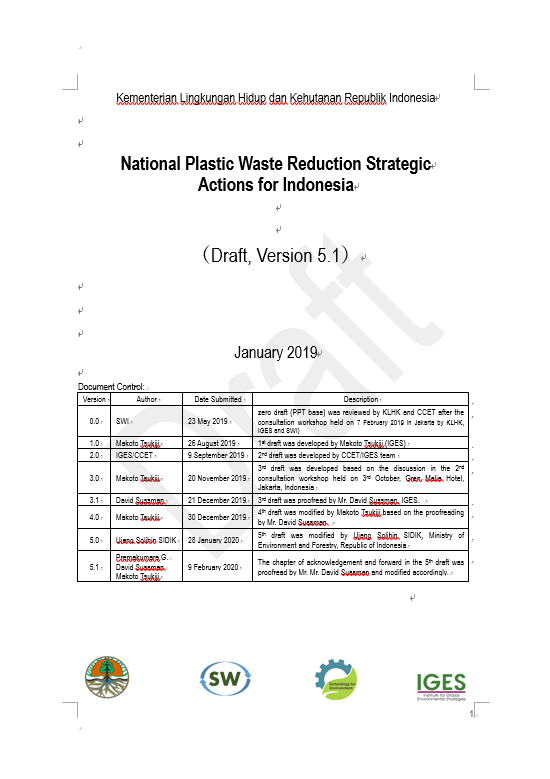 Kementerian Lingkungan Hidup dan Kehutanan Republik Indonesia
National Plastic Waste Reduction Strategic
Actions for Indonesia
（Draft, Version 5.1）
January 2019
Draft
Document Control:
Version Author Date Submitted Description
0.0 SWI 23 May 2019 zero draft (PPT base) was reviewed by KLHK and CCET after the
consultation workshop held on 7 February 2019 in Jakarta by KLHK,
IGES and SWI)
1.0 Makoto Tsukiji 26 August 2019 1st draft was developed by Makoto Tsukiji (IGES)
2.0 IGES/CCET 9 September 2019 2nd draft was developed by CCET/IGES team
3.0 Makoto Tsukiji 20 November 2019 3rd draft was developed based on the discussion in the 2nd
consultation workshop held on 3rd October, Gren Melia Hotel,
Jakarta, Indonesia
3.1 David Sussman 21 December 2019 3rd draft was proofread by Mr. David Sussman, IGES.
4.0 Makoto Tsukiji 30 December 2019 4th draft was modified by Makoto Tsukiji based on the proofreading
by Mr. David Sussman.
5.0 Ujang Solihin SIDIK 28 January 2020 5th draft was modified by Ujang Solihin SIDIK, Ministry of
Environment and Forestry, Republic of Indonesia
5.1 Premakumara G. David Sussman, Makoto Tsukiji 9 February 2020 The chapter of acknowledgement and forward in the 5th draft was
proofread by Mr. Mr. David Sussman and modified accordingly.
SW
Technology for
Environment
IGES
Institute for Global
Environmental Strategies
1